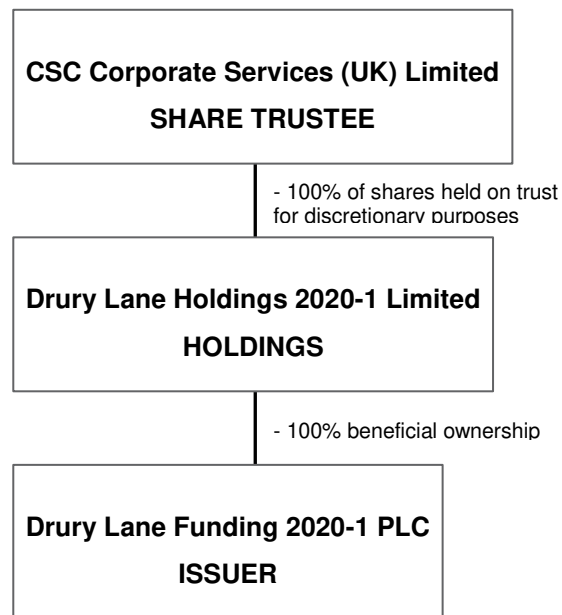 CSC Corporate Services (UK) Limited
SHARE TRUSTEE
- 100% of shares held on trust
for discretionary purposes
Drury Lane Holdings 2020-1 Limited
HOLDINGS
- 100% beneficial ownership
Drury Lane Funding 2020-1 PLC
ISSUER